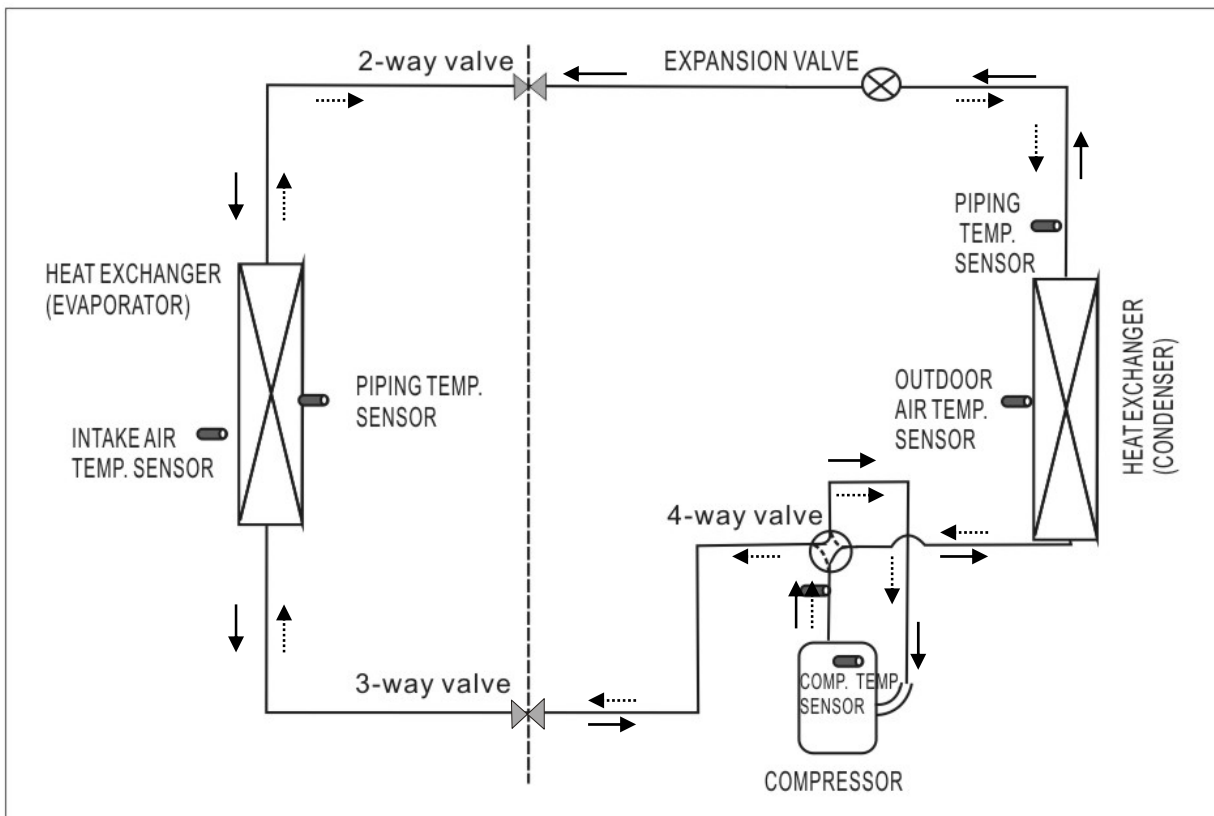 2-way valve
EXPANSION VALVE
PIPING
TEMP.
SENSOR
HEAT EXCHANGER
(EVAPORATOR)
PIPING TEMP.
SENSOR
INTAKE AIR
TEMP. SENSOR
OUTDOOR
AIR TEMP.
SENSOR
HEAT EXCHANGER
(CONDENSER)
4-way valve
3-way valve
COMP. TEMP.
SENSOR
COMPRESSOR